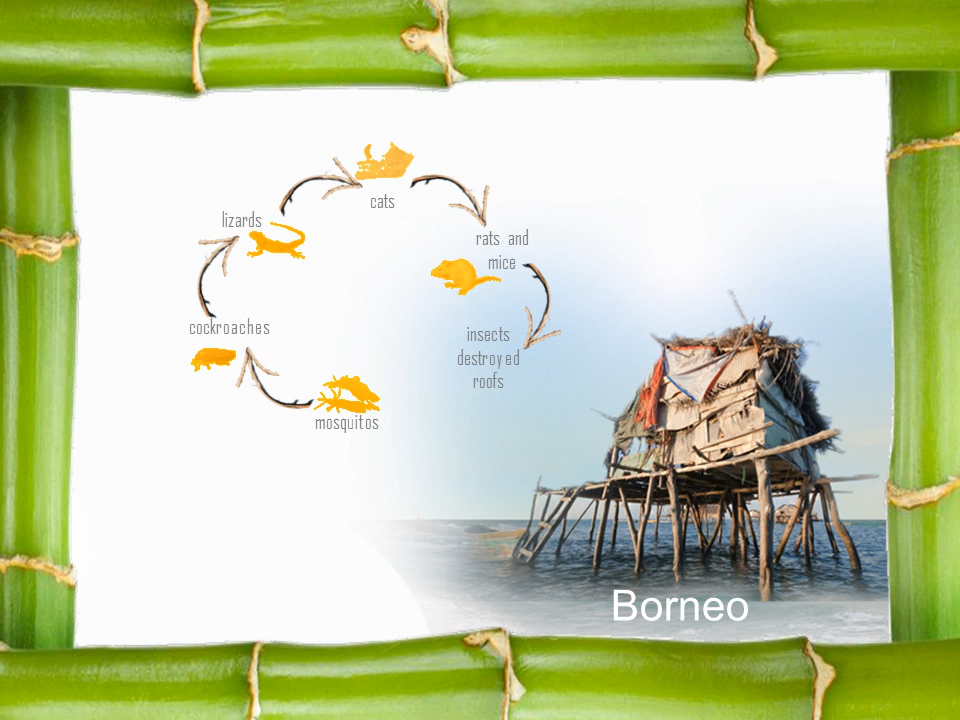 cats
lizards
rats and
mice
cockroaches
insects
destroyed
roofs
mosquitos
Borneo